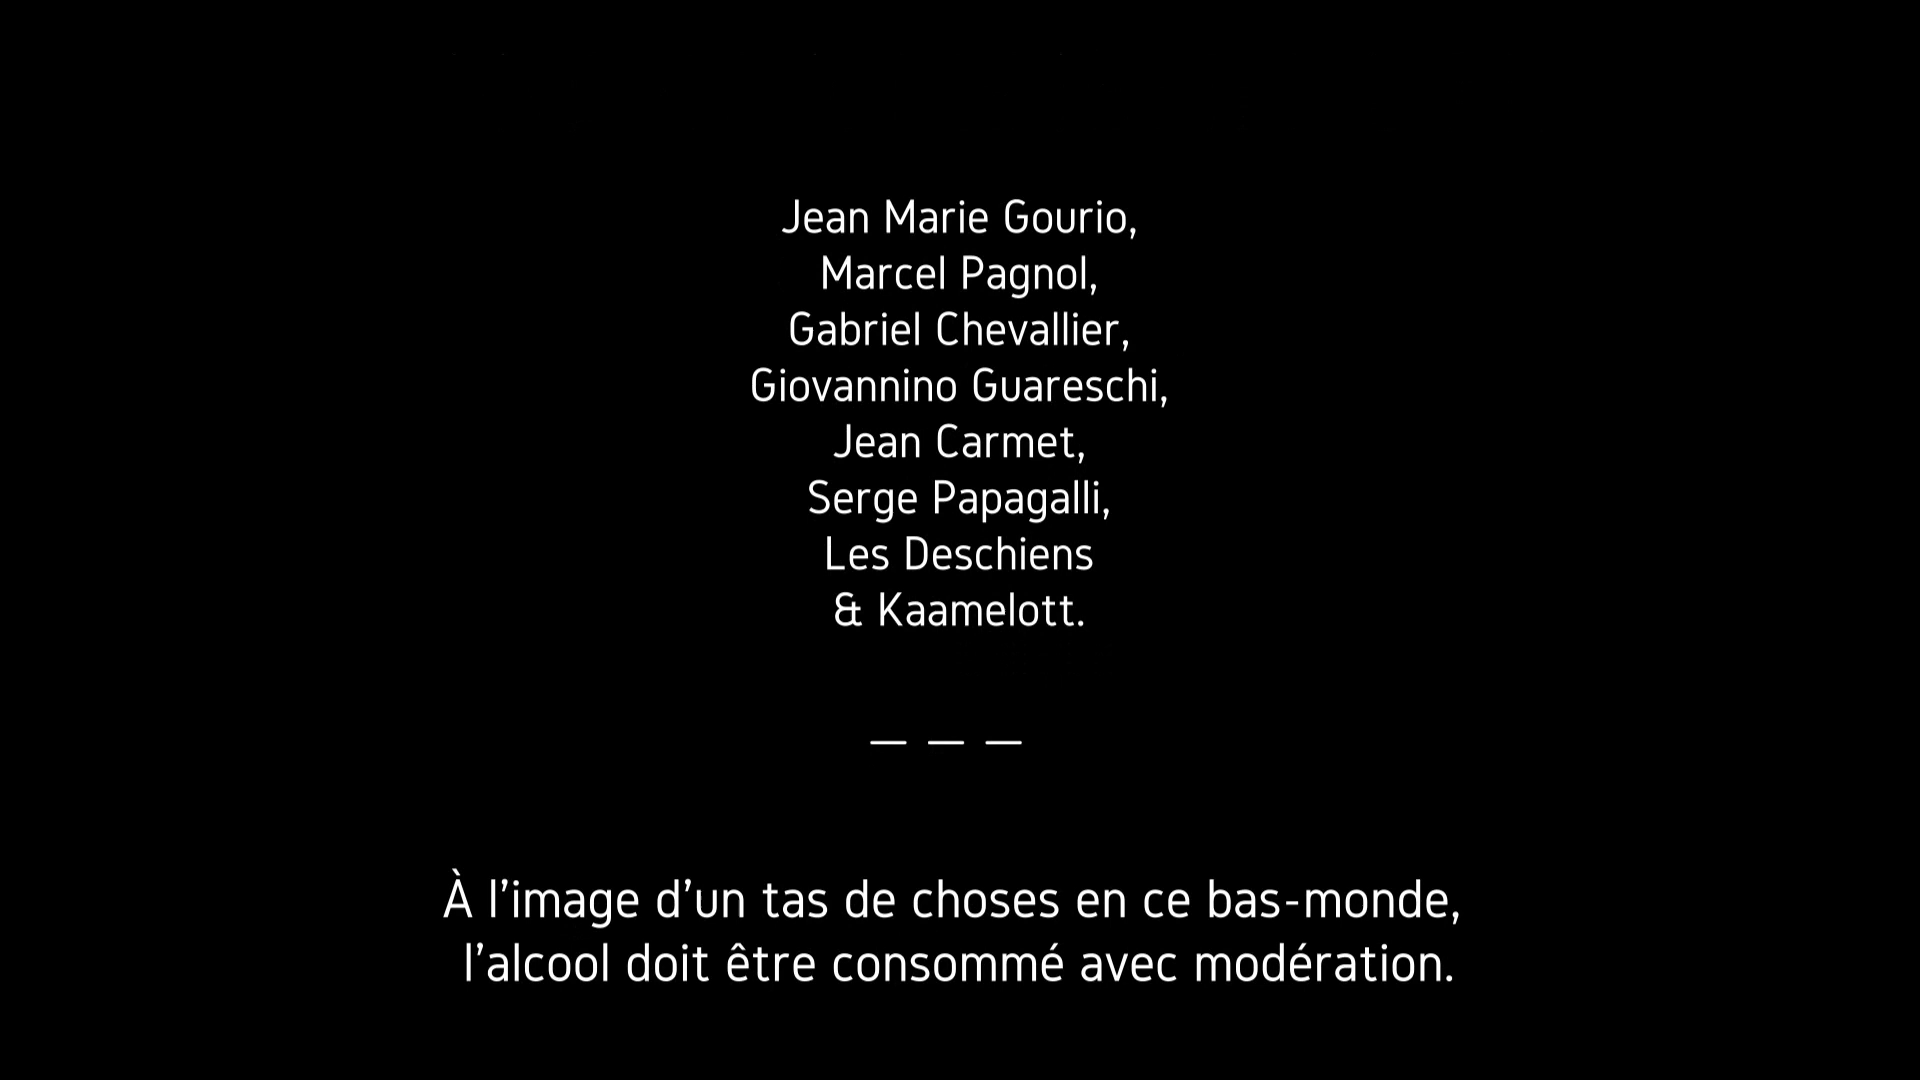 Jean Marie Gourio,
Marcel Pagnol,
Gabriel Chevallier,
Giovannino Guareschi,
Jean Carmet,
Serge Papagalli,
Les Deschiens
& Kaamelott.
— — —
À l’image d’un tas de choses en ce bas-monde,
l’alcool doit être consommé avec modération.